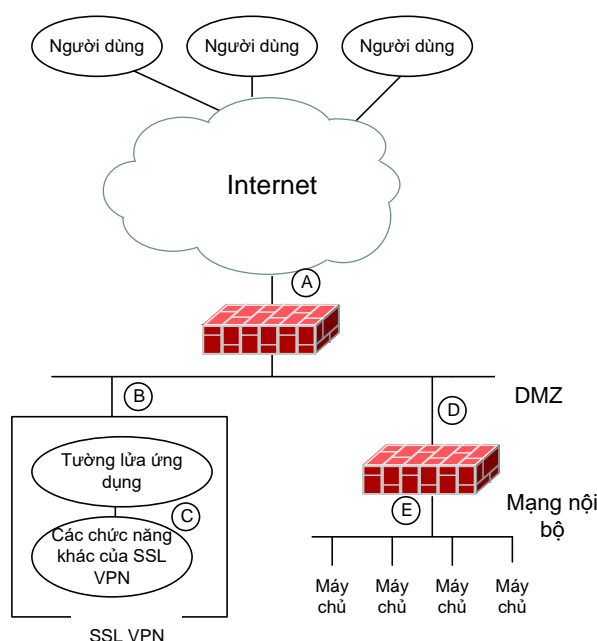 Người dùng
Người dùng
Người dùng
Internet
A
B
DMZ
D
Tường lửa ứng
dụng
C
E
Mạng nội
bộ
Các chức năng
khác của SSL
VPN
Máy
chủ
Máy
chủ
Máy
chủ
Máy
chủ
SSL VPN